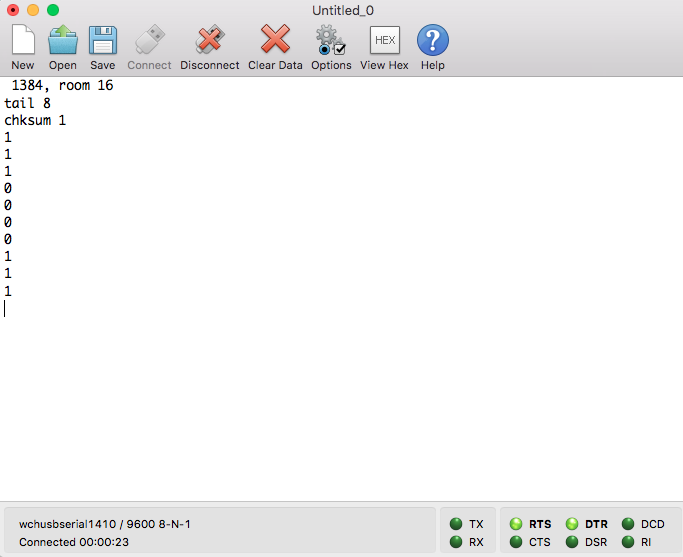 Untitled_0
New Open Save Connect Disconnect Clear Data Options HEX View Hex ? Help
1384, room 16
tail 8
chksum 1
1
1
1
0
0
0
0
1
1
1
wchusbserial1410 / 9600 8-N-1
Connected 00:00:23
TX RTS DTR DCD
RX CTS DSR RI